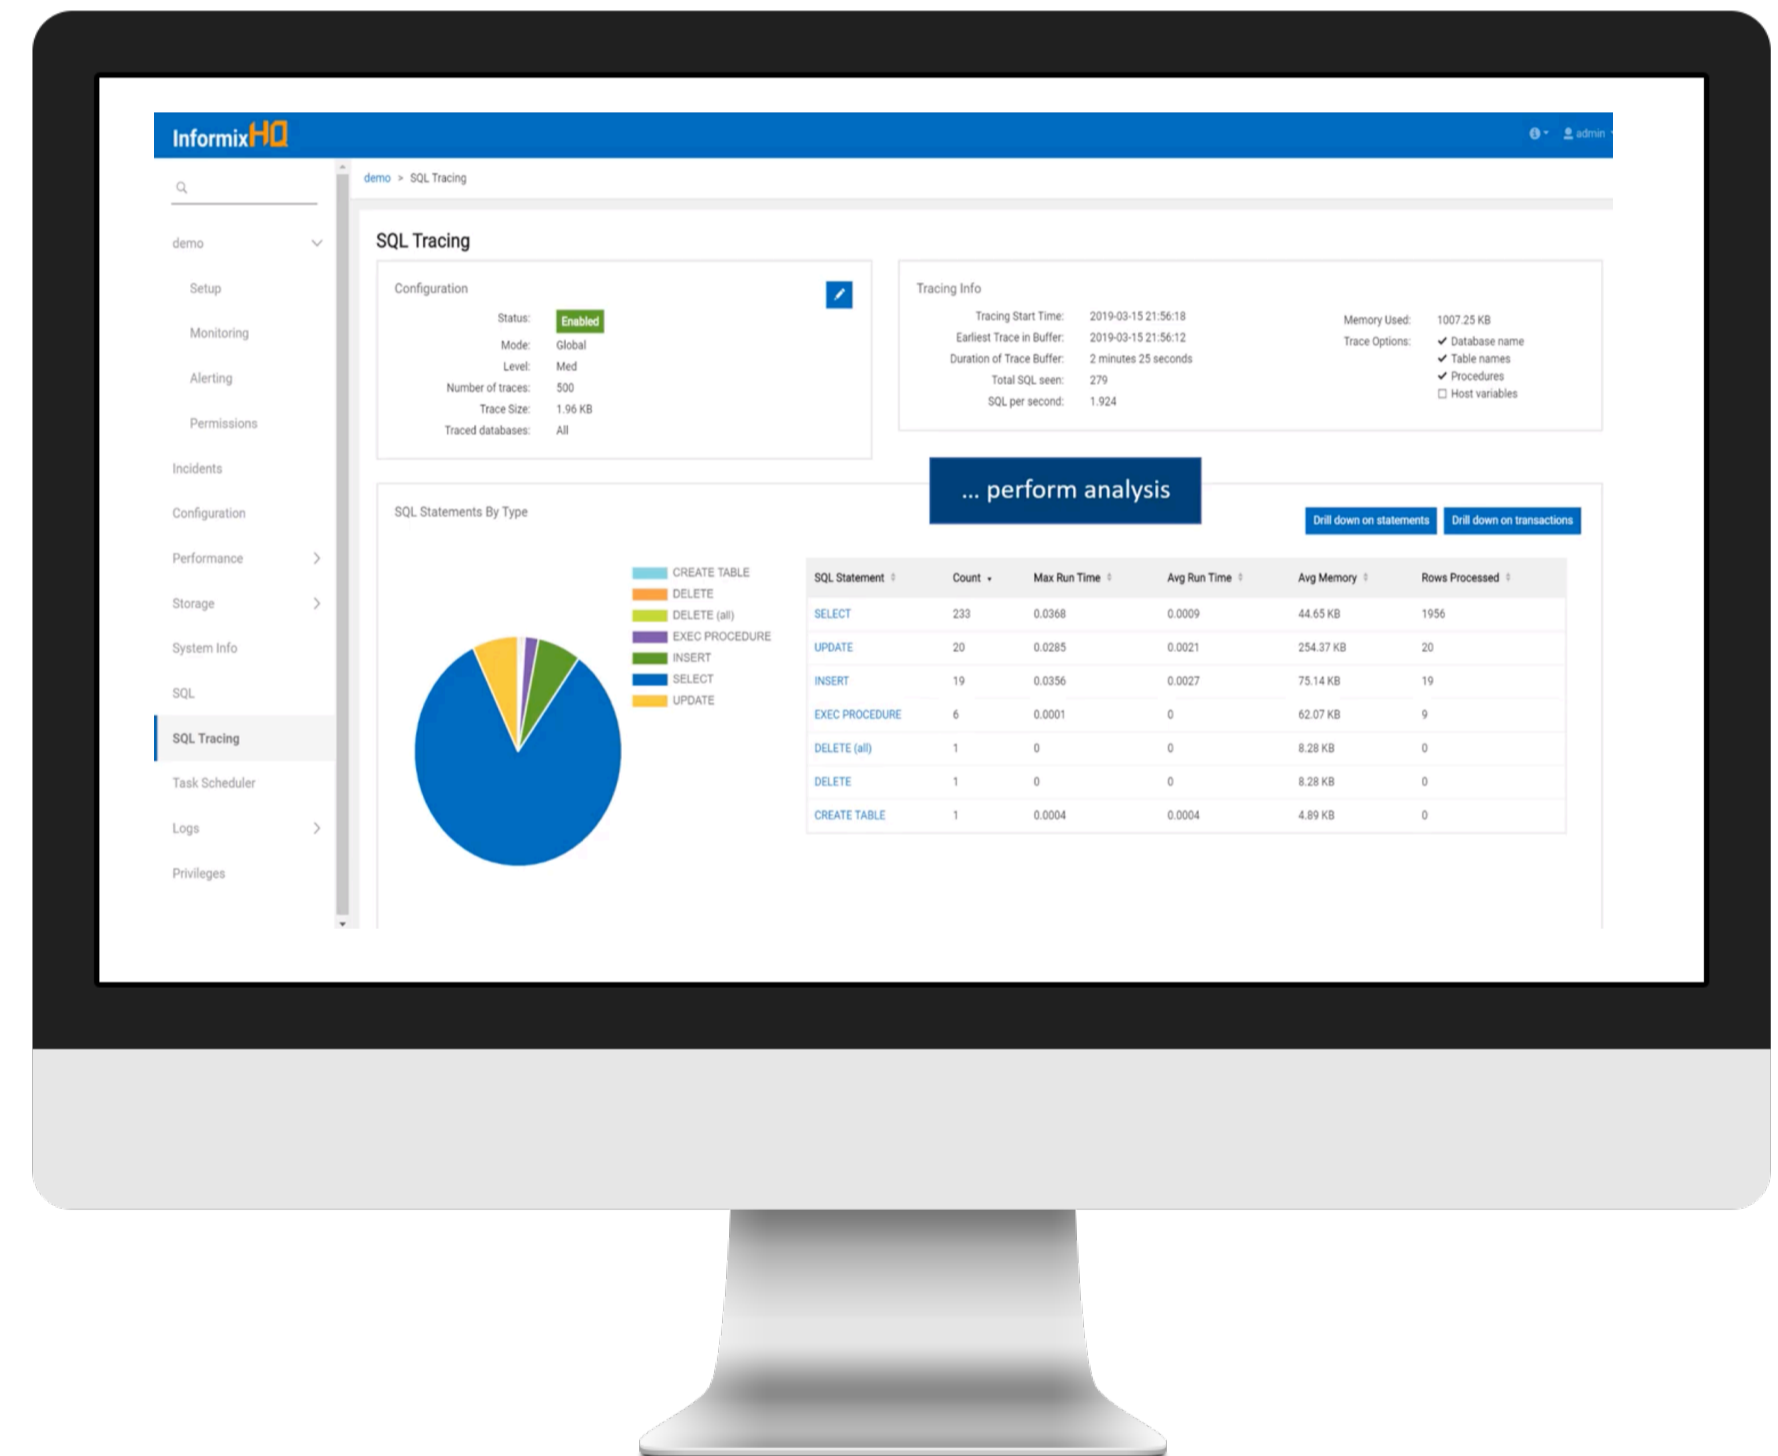 InformixHQ
admin
demo > SQL Tracing
demo
Setup
Monitoring
Alerting
Permissions
Incidents
Configuration
Performance
Storage
System Info
SQL
SQL Tracing
Task Scheduler
Logs
Privileges
SQL Tracing
Configuration
Status: Enabled
Mode: Global
Level: Med
Number of traces: 500
Trace Size: 1.96 KB
Traced databases: All
Tracing Info
Tracing Start Time: 2019-03-15 21:56:18
Earliest Trace in Buffer: 2019-03-15 21:56:12
Duration of Trace Buffer: 2 minutes 25 seconds
Total SQL seen: 279
SQL per second: 1.924
Memory Used: 1007.25 KB
Trace Options: ✔ Database name
✔ Table names
✔ Procedures
☐ Host variables
... perform analysis
SQL Statements By Type
Drill down on statements Drill down on transactions
CREATE TABLE
DELETE
DELETE (all)
EXEC PROCEDURE
INSERT
SELECT
UPDATE
SQL Statement Count Max Run Time Avg Run Time Avg Memory Rows Processed
SELECT 233 0.0368 0.0009 44.65 KB 1956
UPDATE 20 0.0285 0.0021 254.37 KB 20
INSERT 19 0.0356 0.0027 75.14 KB 19
EXEC PROCEDURE 6 0.0001 0 62.07 KB 9
DELETE (all) 1 0 0 8.28 KB 0
DELETE 1 0 0 8.28 KB 0
CREATE TABLE 1 0.0004 0.0004 4.89 KB 0